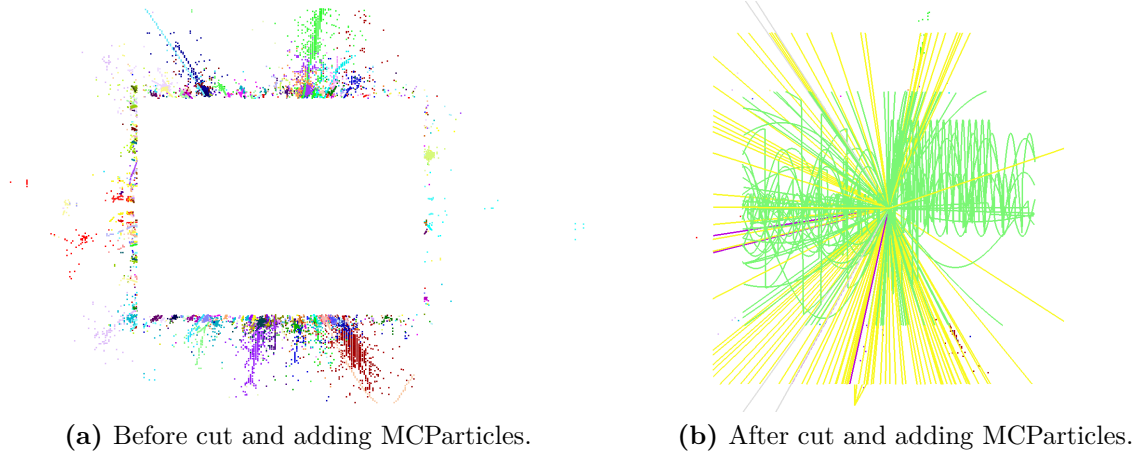 (a) Before cut and adding MCParticles.
(b) After cut and adding MCParticles.